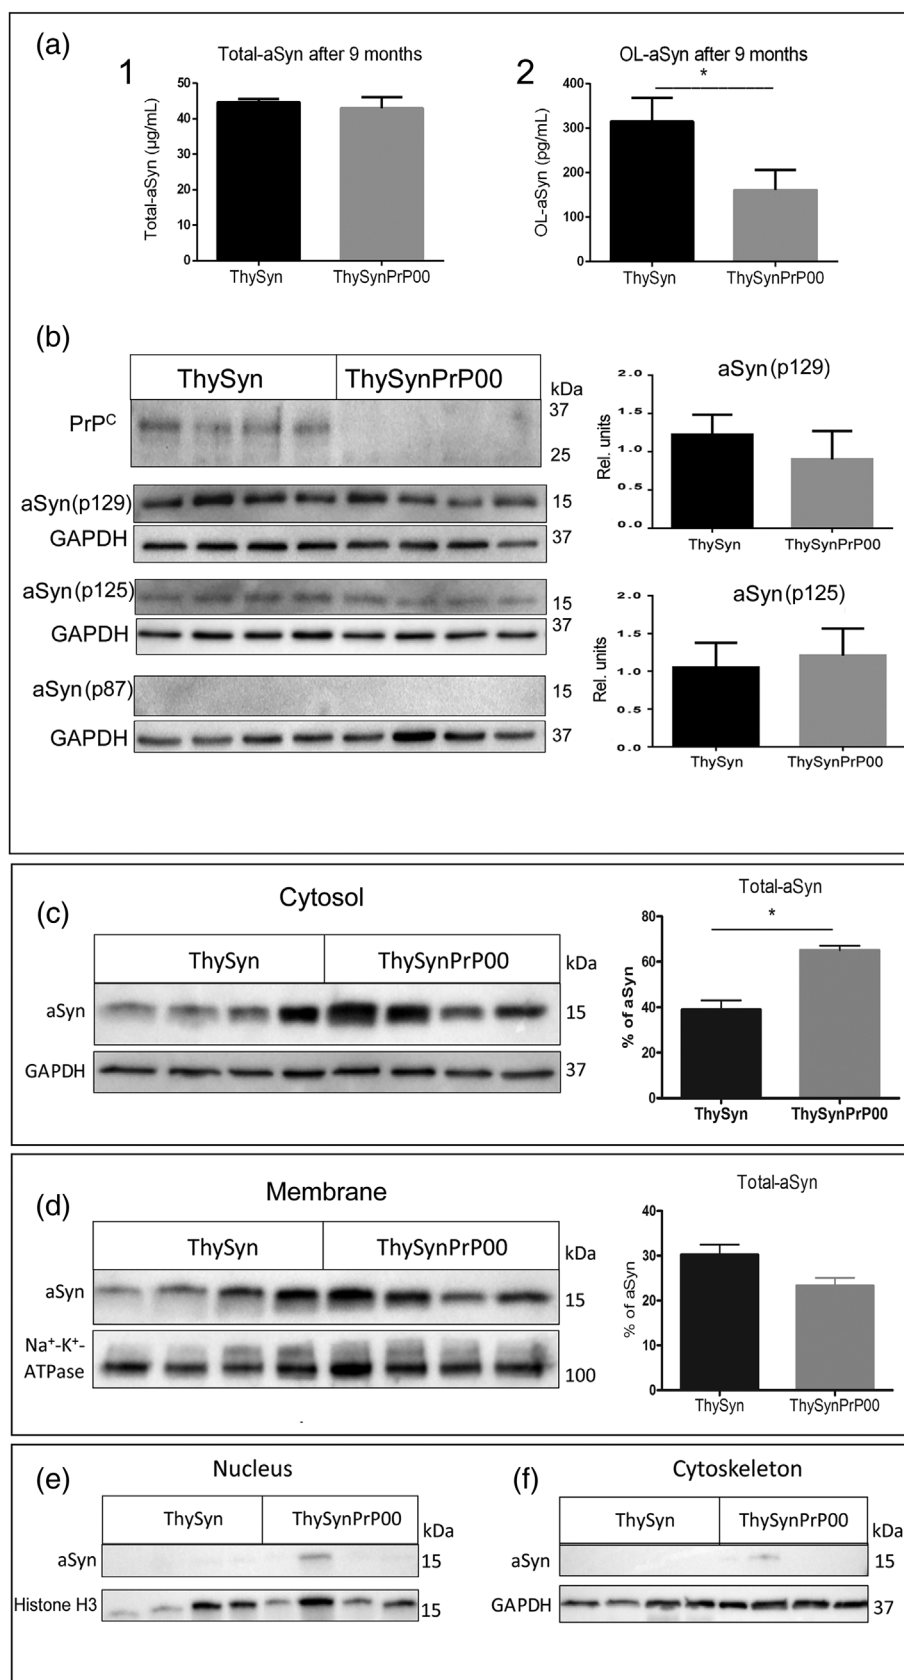 (a)
1
Total-aSyn after 9 months
Total-aSyn (µg/mL)
50
40
30
20
10
0
ThySyn
ThySynPrP00
2
OL-aSyn after 9 months
*
OL-aSyn (pg/mL)
400
300
200
100
0
ThySyn
ThySynPrP00
(b)
ThySyn
ThySynPrP00
kDa
PrPC
37
25
aSyn(p129)
15
GAPDH
37
aSyn(p125)
15
GAPDH
37
aSyn(p87)
15
GAPDH
37
aSyn(p129)
Rel. units
2.0
1.5
1.0
0.5
0.0
ThySyn
ThySynPrP00
aSyn(p125)
Rel. units
2.0
1.5
1.0
0.5
0.0
ThySyn
ThySynPrP00
(c)
Cytosol
ThySyn
ThySynPrP00
kDa
aSyn
15
GAPDH
37
Total-aSyn
*
% of aSyn
80
60
40
20
0
ThySyn
ThySynPrP00
(d)
Membrane
ThySyn
ThySynPrP00
kDa
aSyn
15
Na⁺-K⁺-
ATPase
100
Total-aSyn
% of aSyn
40
30
20
10
0
ThySyn
ThySynPrP00
(e)
Nucleus
ThySyn
ThySynPrP00
kDa
aSyn
15
Histone H3
15
(f)
Cytoskeleton
ThySyn
ThySynPrP00
kDa
aSyn
15
GAPDH
37